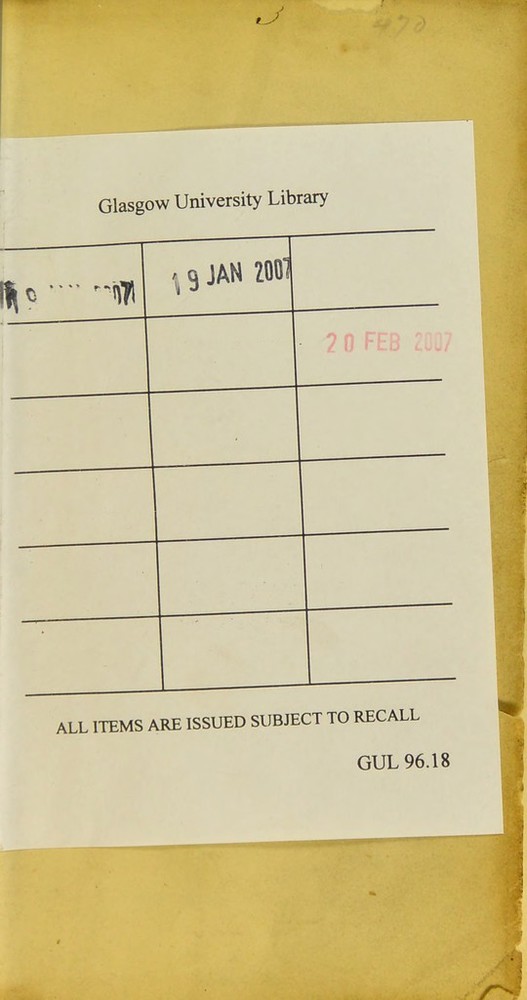 470
Glasgow University Library
19 JAN 2007
20 FEB 2007
ALL ITEMS ARE ISSUED SUBJECT TO RECALL
GUL 96.18